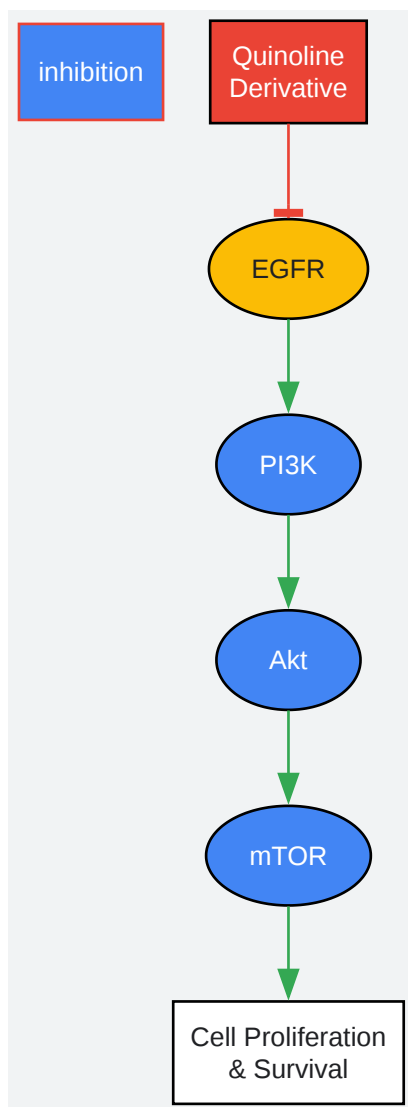 inhibition
Quinoline
Derivative
EGFR
PI3K
Akt
mTOR
Cell Proliferation
& Survival